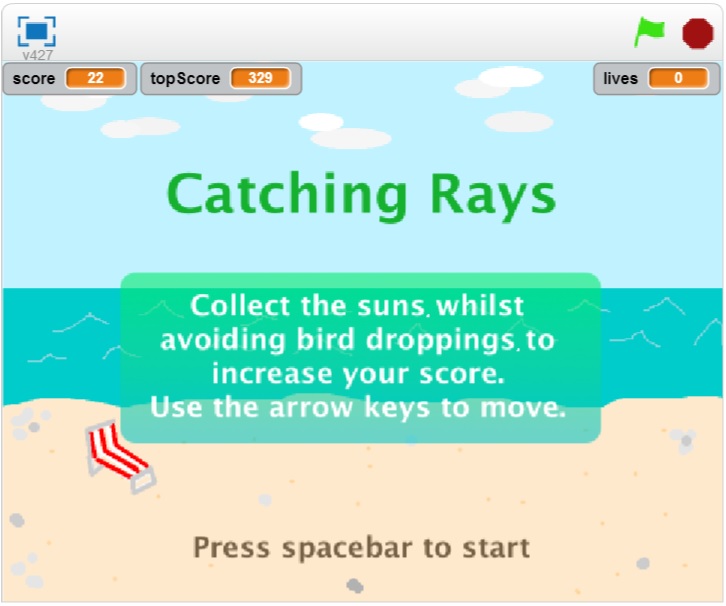 v427
score 22 topScore 329 lives 0
Catching Rays
Collect the suns, whilst
avoiding bird droppings, to
increase your score.
Use the arrow keys to move.
Press spacebar to start